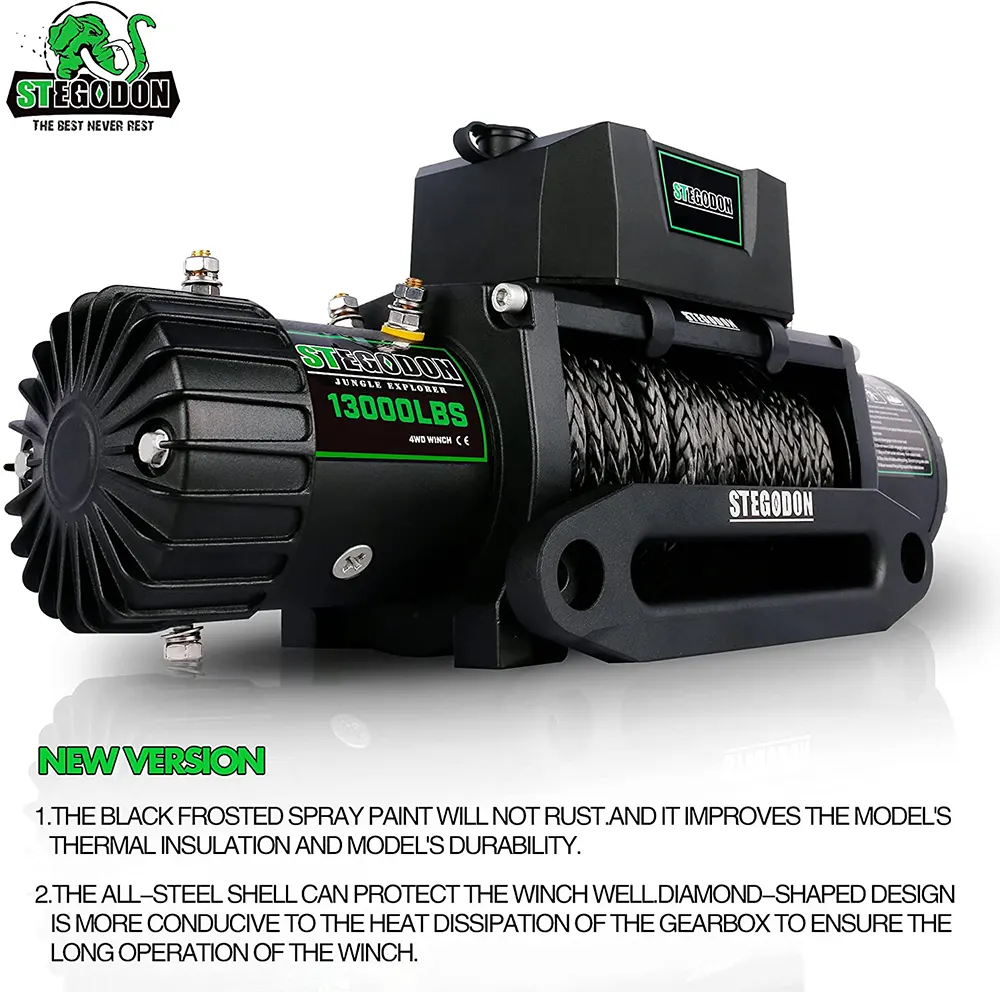 STEGODON
THE BEST NEVER REST
STEGODON
STEGODON
STEGODON
JUNGLE EXPLORER
13000LBS
4WD WINCH CE
STEGODON
NEW VERSION
1.THE BLACK FROSTED SPRAY PAINT WILL NOT RUST.AND IT IMPROVES THE MODEL'S
THERMAL INSULATION AND MODEL'S DURABILITY.
2.THE ALL–STEEL SHELL CAN PROTECT THE WINCH WELL.DIAMOND–SHAPED DESIGN
IS MORE CONDUCIVE TO THE HEAT DISSIPATION OF THE GEARBOX TO ENSURE THE
LONG OPERATION OF THE WINCH.